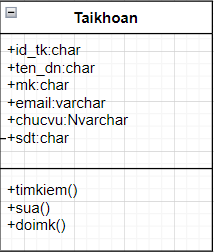 Taikhoan
+id_tk:char
+ten_dn:char
+mk:char
+email:varchar
+chucvu:Nvarchar
+sdt:char
+timkiem()
+sua()
+doimk()